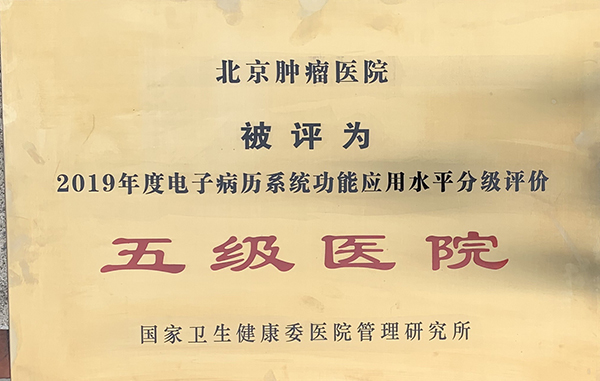 北京肿瘤医院
被评为
2019年度电子病历系统功能应用水平分级评价
五级医院
国家卫生健康委医院管理研究所